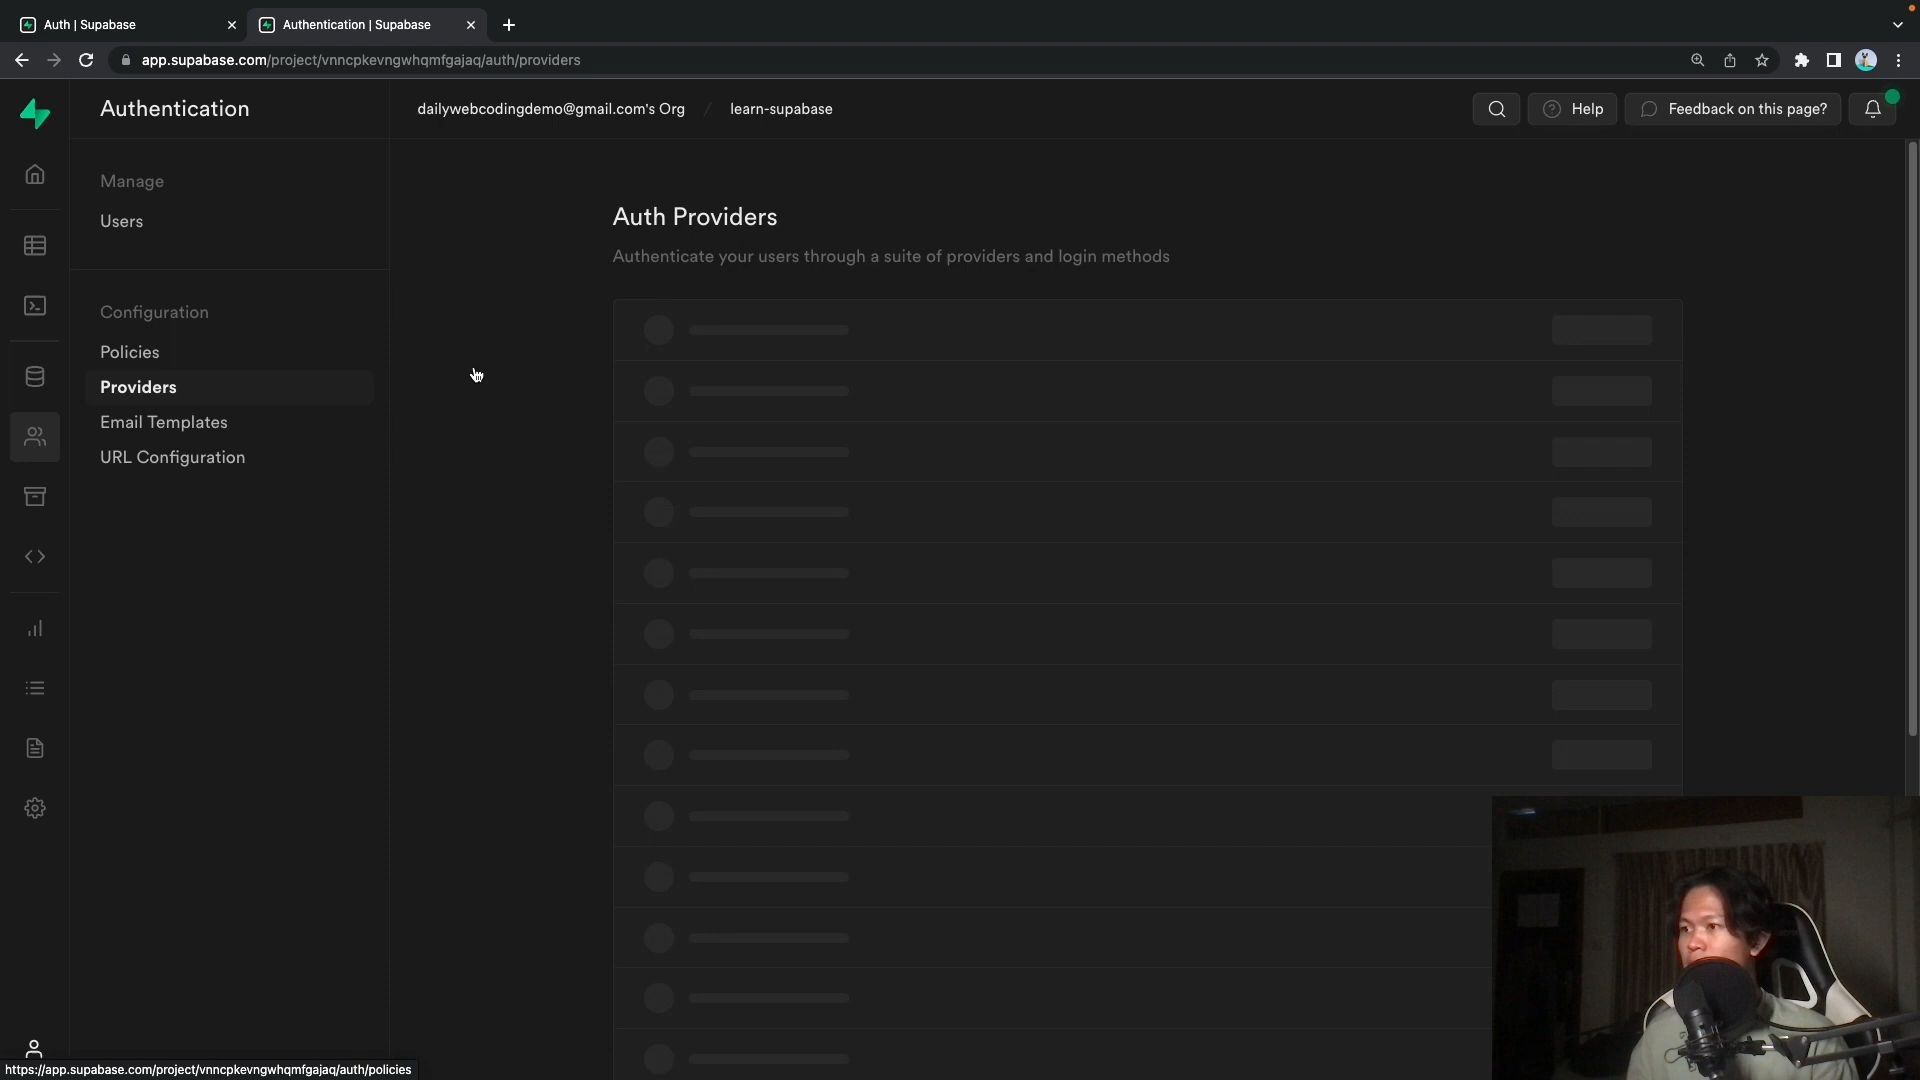 Auth | Supabase
Authentication | Supabase
app.supabase.com/project/vnncpkevngwhqmfgajaq/auth/providers
Authentication
dailywebcodingdemo@gmail.com's Org / learn-supabase
Help
Feedback on this page?
Manage
Users
Configuration
Policies
Providers
Email Templates
URL Configuration
Auth Providers
Authenticate your users through a suite of providers and login methods
https://app.supabase.com/project/vnncpkevngwhqmfgajaq/auth/policies